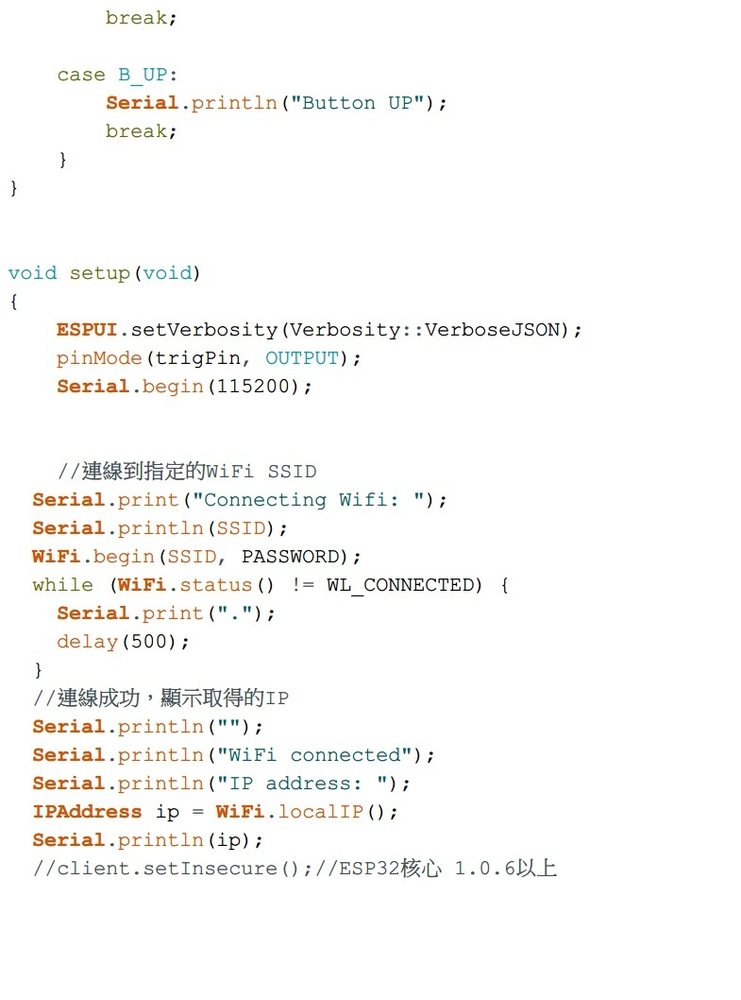 break;
case B_UP:
Serial.println("Button UP");
break;
}
}
void setup(void)
{
ESPUI.setVerbosity(Verbosity::VerboseJSON);
pinMode(trigPin, OUTPUT);
Serial.begin(115200);
//連線到指定的WiFi SSID
Serial.print("Connecting Wifi: ");
Serial.println(SSID);
WiFi.begin(SSID, PASSWORD);
while (WiFi.status() != WL_CONNECTED) {
Serial.print(".");
delay(500);
}
//連線成功，顯示取得的IP
Serial.println("");
Serial.println("WiFi connected");
Serial.println("IP address: ");
IPAddress ip = WiFi.localIP();
Serial.println(ip);
//client.setInsecure();//ESP32核心 1.0.6以上